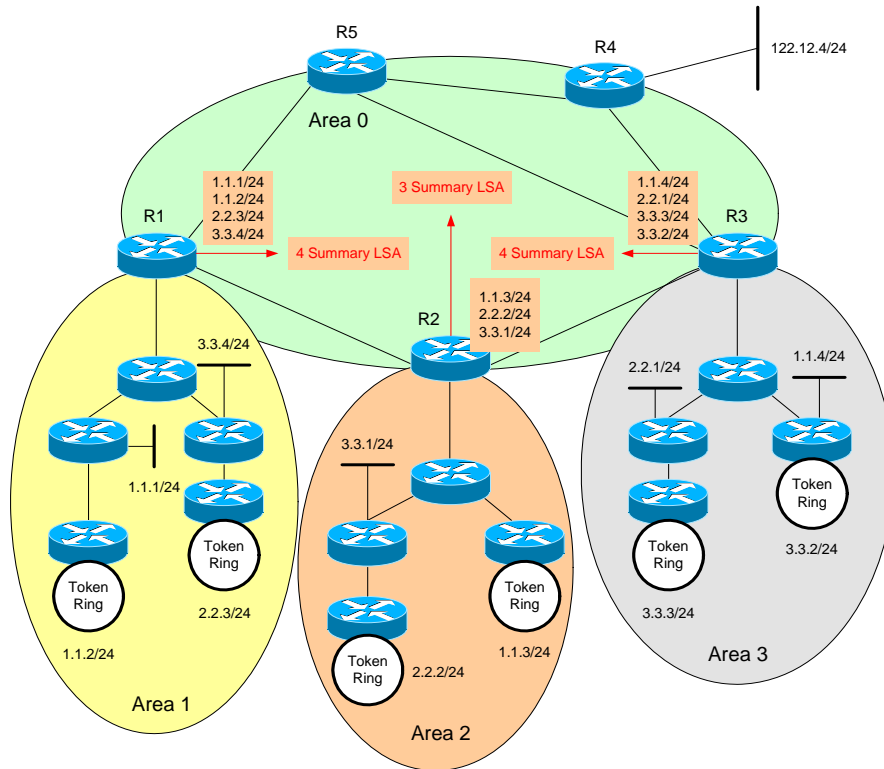 R5
R4
122.12.4/24
Area 0
1.1.1/24
1.1.2/24
2.2.3/24
3.3.4/24
3 Summary LSA
1.1.4/24
2.2.1/24
3.3.3/24
3.3.2/24
R1
R3
4 Summary LSA
4 Summary LSA
R2
1.1.3/24
2.2.2/24
3.3.1/24
3.3.4/24
1.1.1/24
Token
Ring
2.2.3/24
Token
Ring
1.1.2/24
Area 1
3.3.1/24
Token
Ring
1.1.3/24
Token
Ring
2.2.2/24
Area 2
2.2.1/24
1.1.4/24
Token
Ring
3.3.2/24
Token
Ring
3.3.3/24
Area 3